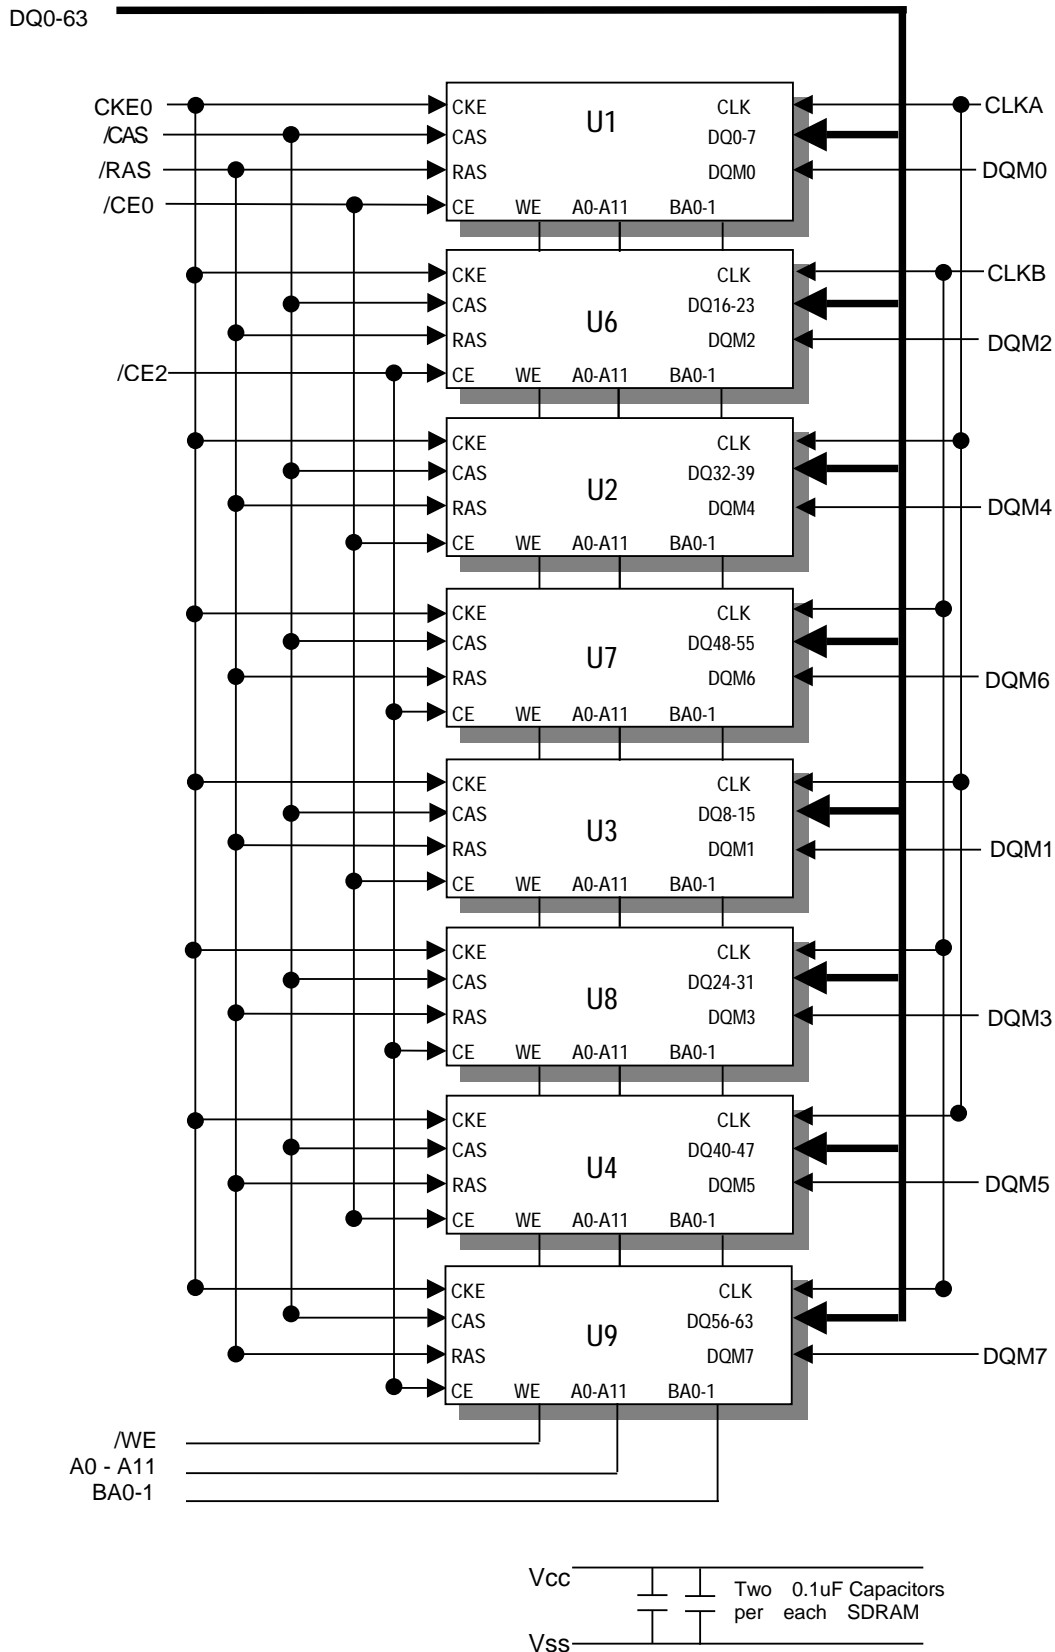 DQ0-63
CKE0 CKE CLK CLKA
/CAS CAS U1 DQ0-7
/RAS RAS DQM0 DQM0
/CE0 CE WE A0-A11 BA0-1
CKE CLK CLKB
CAS U6 DQ16-23
RAS DQM2 DQM2
/CE2 CE WE A0-A11 BA0-1
CKE CLK
CAS U2 DQ32-39
RAS DQM4 DQM4
CE WE A0-A11 BA0-1
CKE CLK
CAS U7 DQ48-55
RAS DQM6 DQM6
CE WE A0-A11 BA0-1
CKE CLK
CAS U3 DQ8-15
RAS DQM1 DQM1
CE WE A0-A11 BA0-1
CKE CLK
CAS U8 DQ24-31
RAS DQM3 DQM3
CE WE A0-A11 BA0-1
CKE CLK
CAS U4 DQ40-47
RAS DQM5 DQM5
CE WE A0-A11 BA0-1
CKE CLK
CAS U9 DQ56-63
RAS DQM7 DQM7
CE WE A0-A11 BA0-1
/WE
A0 - A11
BA0-1
Vcc
Two 0.1uF Capacitors
per each SDRAM
Vss